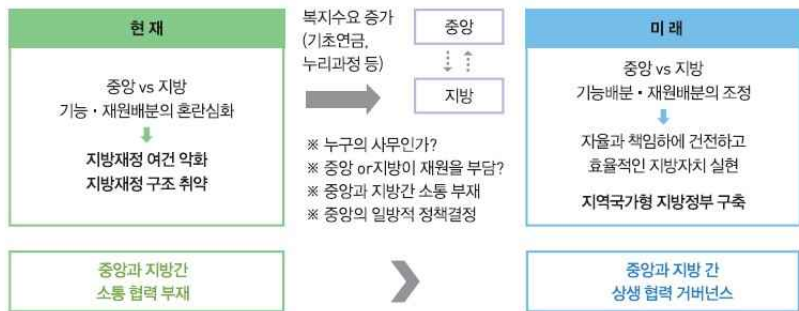 현재
중앙 vs 지방
기능·재원배분의 혼란심화
지방재정 여건 악화
지방재정 구조 취약
중앙과 지방간
소통 협력 부재
복지수요 증가
(기초연금,
누리과정 등)
중앙
지방
※ 누구의 사무인가?
※ 중앙 or지방이 재원을 부담?
※ 중앙과 지방간 소통 부재
※ 중앙의 일방적 정책결정
미래
중앙 vs 지방
기능배분·재원배분의 조정
자율과 책임하에 건전하고
효율적인 지방자치 실현
지역국가형 지방정부 구축
중앙과 지방 간
상생 협력 거버넌스